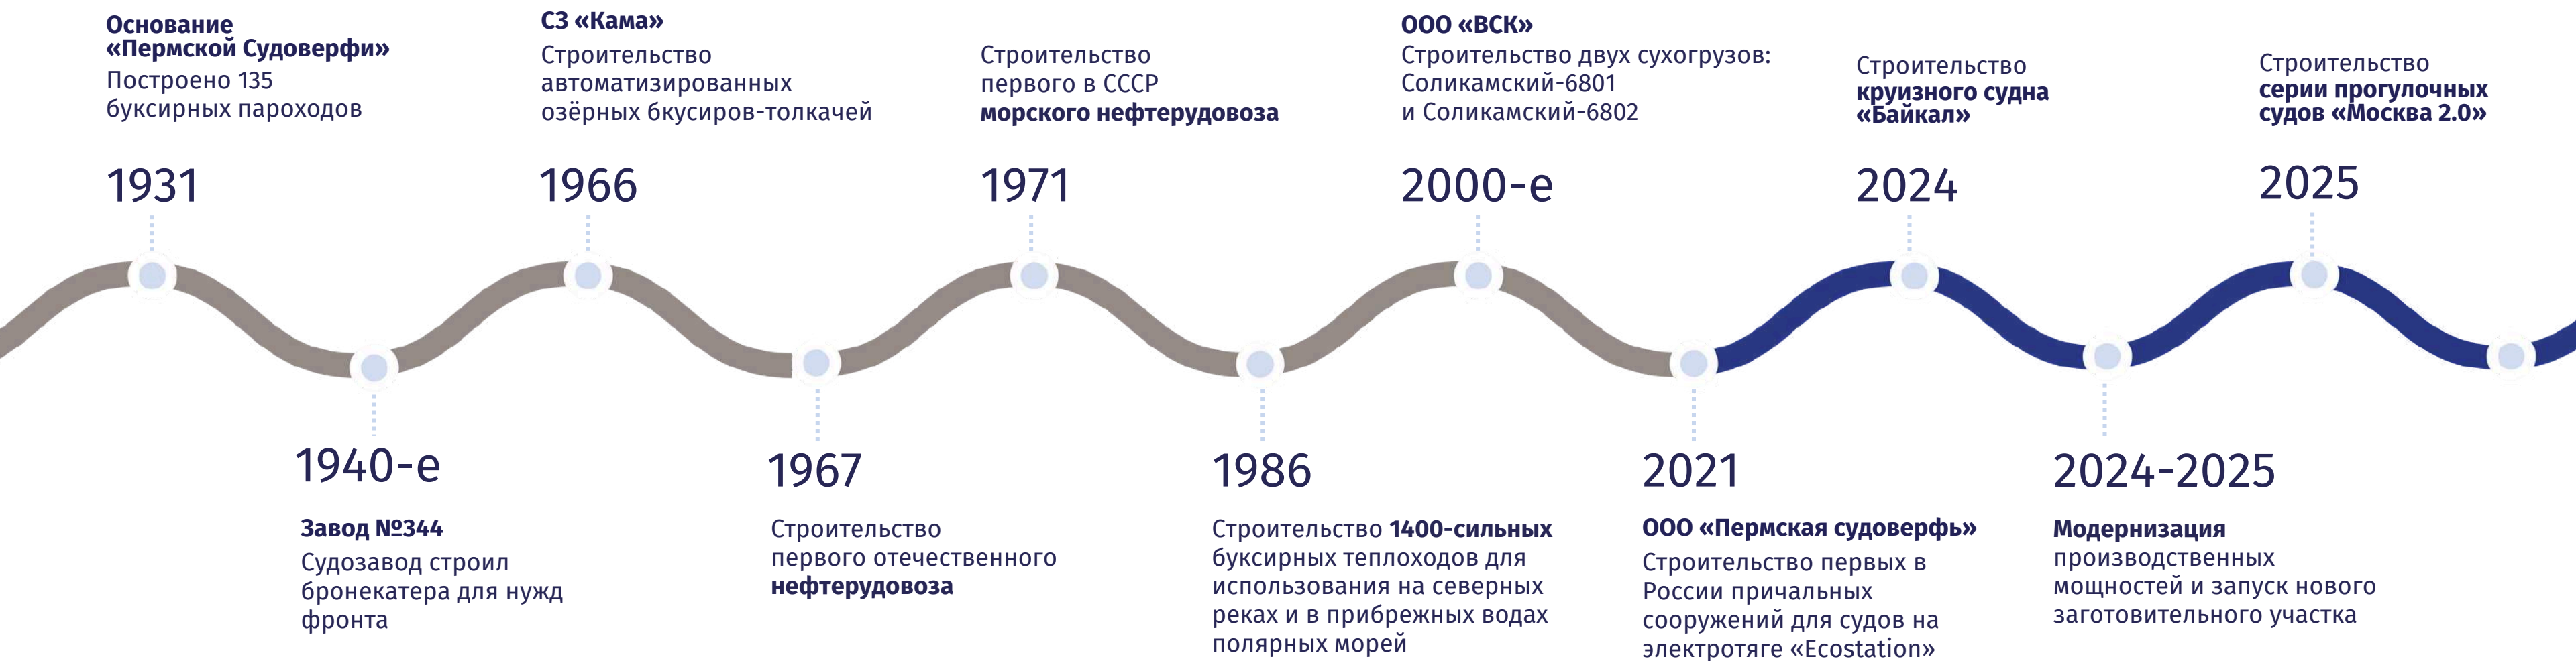 Основание
«Пермской Судоверфи»
Построено 135
буксирных пароходов
1931
СЗ «Кама»
Строительство
автоматизированных
озёрных бкусиров-толкачей
1966
Строительство
первого в СССР
морского нефтерудовоза
1971
ООО «ВСК»
Строительство двух сухогрузов:
Соликамский-6801
и Соликамский-6802
2000-е
Строительство
круизного судна
«Байкал»
2024
Строительство
серии прогулочных
судов «Москва 2.0»
2025
1940-е
Завод №344
Судозавод строил
бронекатера для нужд
фронта
1967
Строительство
первого отечественного
нефтерудовоза
1986
Строительство 1400-сильных
буксирных теплоходов для
использования на северных
реках и в прибрежных водах
полярных морей
2021
ООО «Пермская судоверфь»
Строительство первых в
России причальных
сооружений для судов на
электротяге «Ecostation»
2024-2025
Модернизация
производственных
мощностей и запуск нового
заготовительного участка